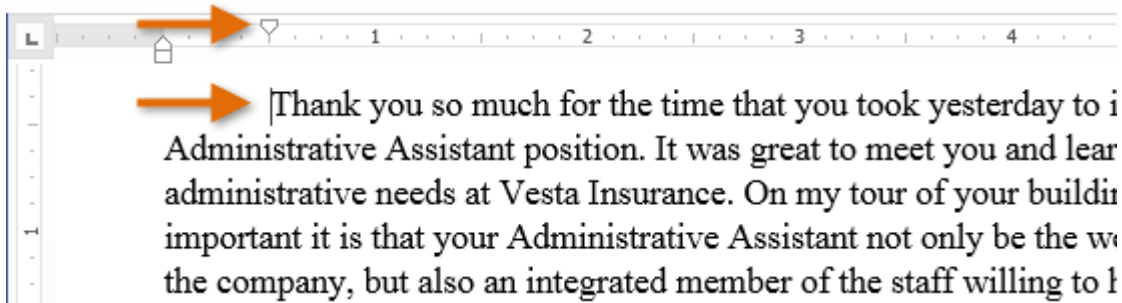 L 1 2 3 4
Thank you so much for the time that you took yesterday to
Administrative Assistant position. It was great to meet you and
administrative needs at Vesta Insurance. On my tour of your
important it is that your Administrative Assistant not only be the
the company, but also an integrated member of the staff willing to
1